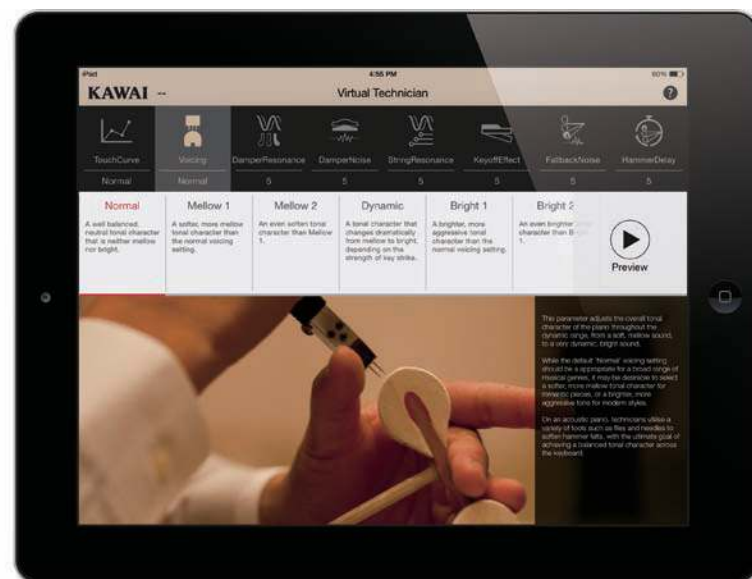 iPad 4:55 PM 60%
KAWAI --
Virtual Technician
?
TouchCurve Voicing DamperResonance DamperNoise StringResonance KeyoffEffect FallbackNoise HammerDelay
Normal Normal 5 5 5 5 5 5
Normal
A well balanced,
neutral tonal character
that is neither mellow
nor bright.
Mellow 1
A softer, more mellow
tonal character than
the normal voicing
setting.
Mellow 2
An even soften tonal
character than Mellow
1.
Dynamic
A tonal character that
changes dramatically
from mellow to bright,
depending on the
strength of key strike.
Bright 1
A brighter, more
aggressive tonal
character than the
normal voicing setting.
Bright 2
An even brighter
character than
1.
Preview
This parameter adjusts the overall tonal
character of the piano throughout the
dynamic range, from a soft, mellow sound,
to a very dynamic, bright sound.
While the default 'Normal' voicing setting
should be appropriate for a broad range of
musical genres, it may be desirable to select
a softer, more mellow tonal character for
romantic pieces, or a brighter, more
aggressive tone for modern styles.
On an acoustic piano, technicians utilise a
variety of tools such as files and needles to
soften hammer felts, with the ultimate goal of
achieving a balanced tonal character across
the keyboard.